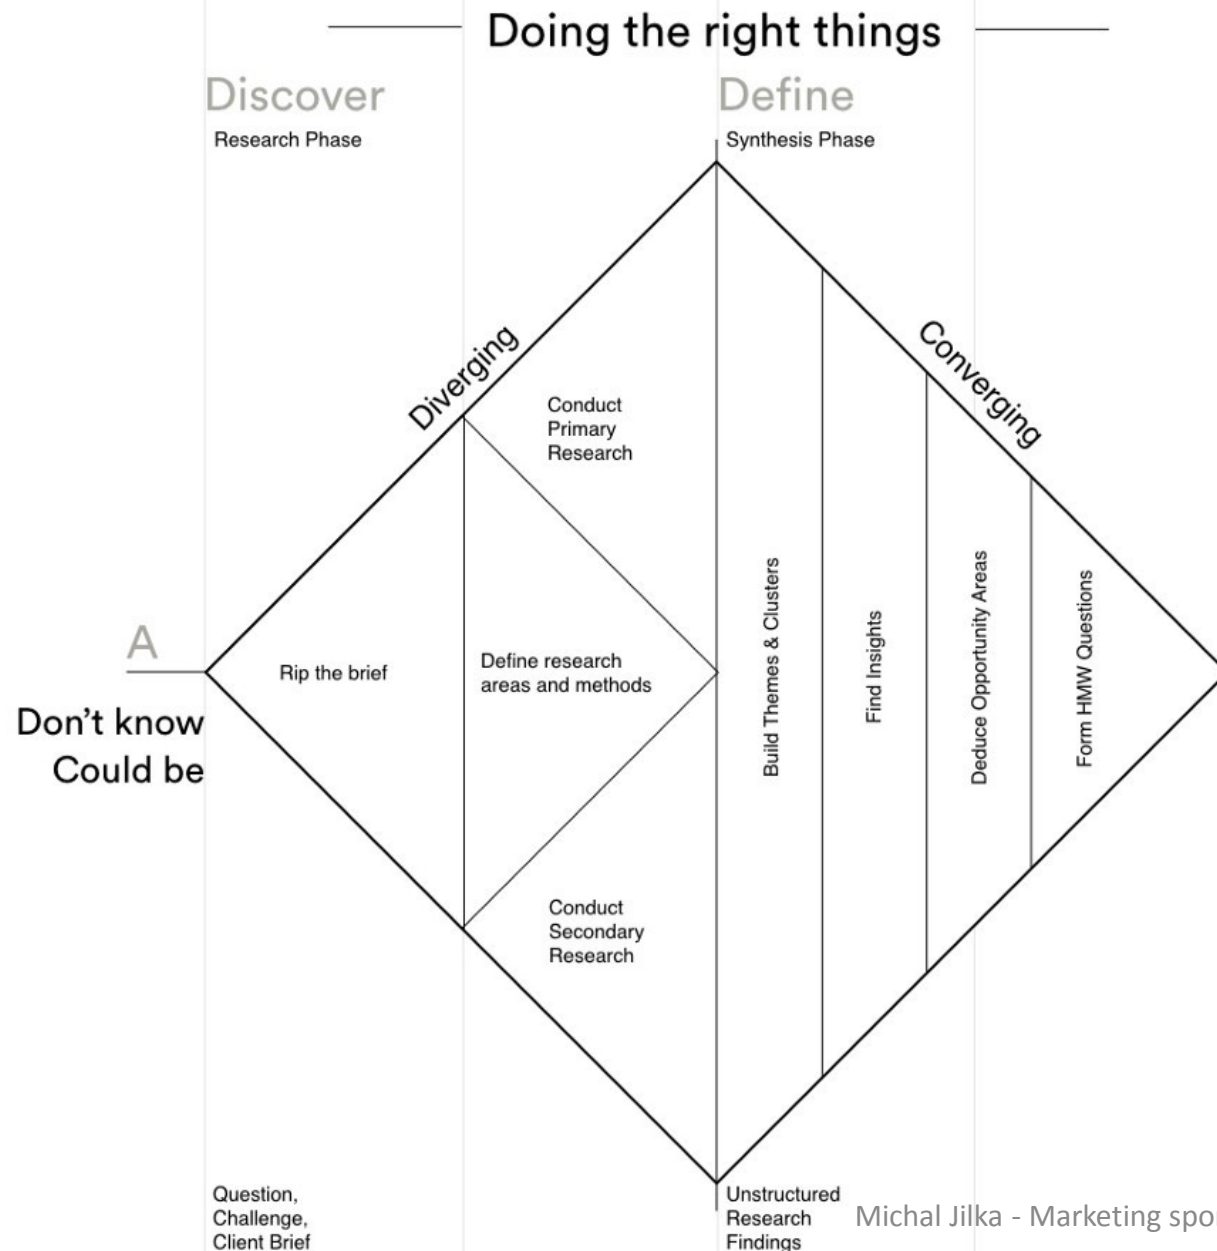 Doing the right things
Discover
Research Phase
Define
Synthesis Phase
Diverging
Converging
Conduct
Primary
Research
A
Don't know
Could be
Rip the brief
Define research
areas and methods
Build Themes & Clusters
Find Insights
Deduce Opportunity Areas
Form HMW Questions
Conduct
Secondary
Research
Question,
Challenge,
Client Brief
Unstructured
Research
Findings
Michal Jilka - Marketing spo